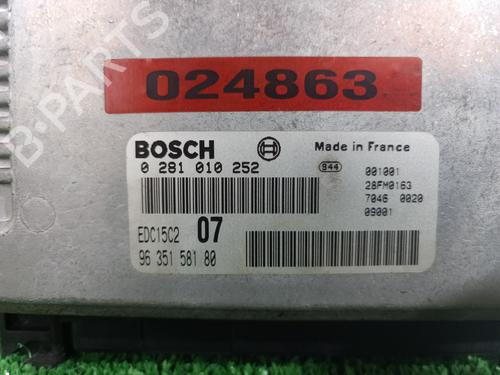 B-PARTS
024863
BOSCH
Made in France
0 281 010 252
944
001001
28FM0163
7046 0020
09001
EDC15C2 07
96 351 581 80